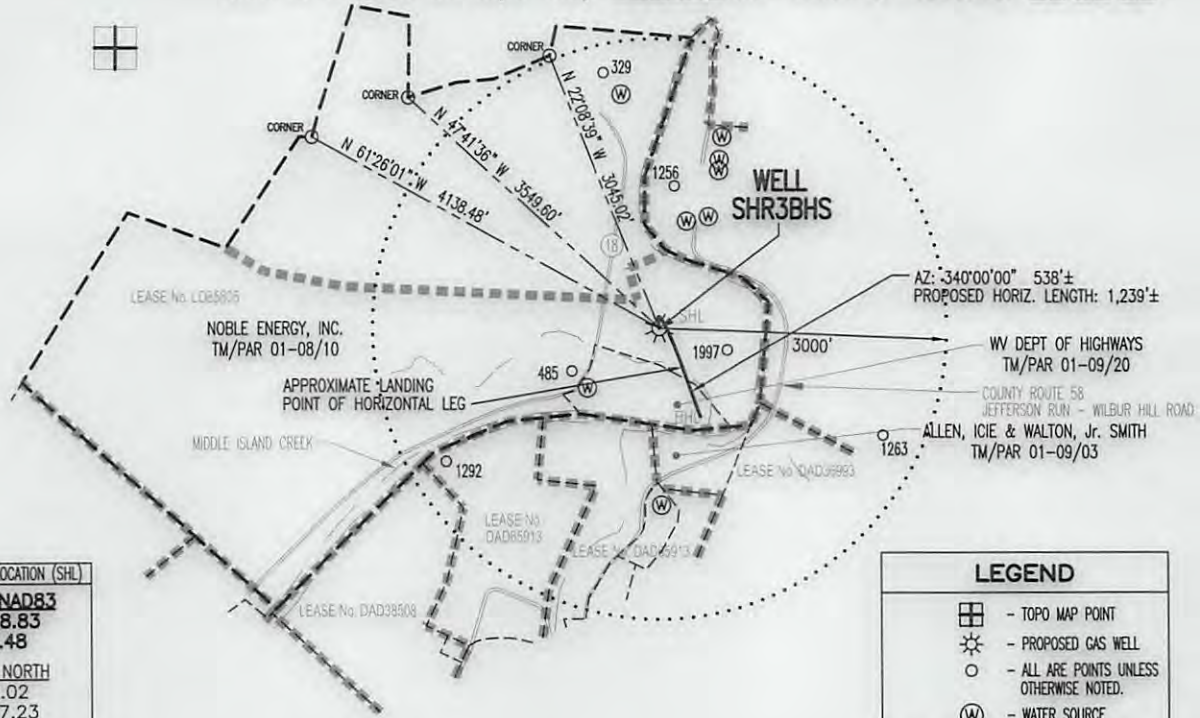 CORNER
329
CORNER
CORNER
N 22°08'39" W 3045.02'
N 47°41'36" W 3549.60'
N 61°26'01" W 4138.48'
1256
WELL
SHR3BHS
18
AZ: 340°00'00" 538'±
PROPOSED HORIZ. LENGTH: 1,239'±
LEASE No.
NOBLE ENERGY, INC.
TM/PAR 01-08/10
SHL
1997
3000'
WV DEPT OF HIGHWAYS
TM/PAR 01-09/20
485
APPROXIMATE LANDING
POINT OF HORIZONTAL LEG
BHL
COUNTY ROUTE 58
JEFFERSON RUN - WILBUR HILL ROAD
MIDDLE ISLAND CREEK
ALLEN, ICIE & WALTON, Jr. SMITH
TM/PAR 01-09/03
1263
1292
LEASE No.
LEASE No.
DAD65913
LEASE No. DAD65913
LEASE No. DAD38508
OCATION (SHL)
NAD83
8.83
.48
NORTH
.02
7.23
LEGEND
- TOPO MAP POINT
- PROPOSED GAS WELL
- ALL ARE POINTS UNLESS
OTHERWISE NOTED.
W - WATER SOURCE
W
W
W
W
W
W
W
W